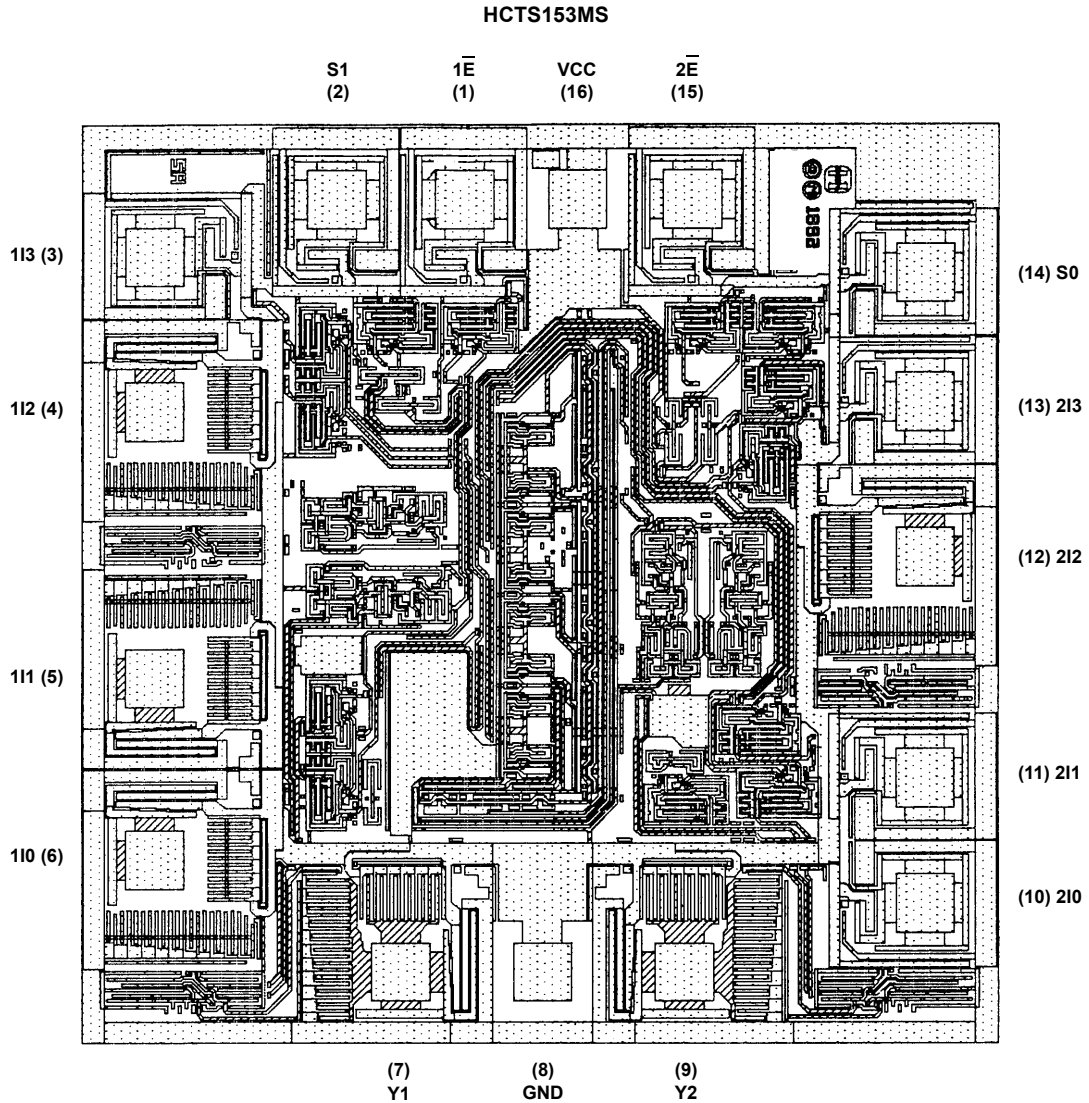 HCTS153MS
S1 1E̅ VCC 2E̅
(2) (1) (16) (15)
1I3 (3)
(14) S0
1I2 (4)
(13) 2I3
(12) 2I2
1I1 (5)
(11) 2I1
1I0 (6)
(10) 2I0
(7) (8) (9)
Y1 GND Y2